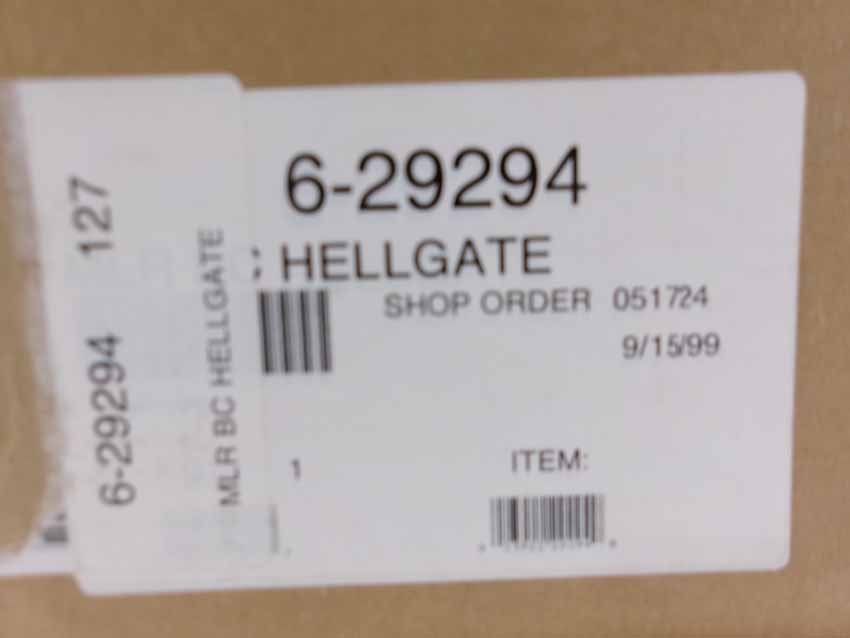 6-29294
HELLGATE
SHOP ORDER 051724
9/15/99
1
ITEM:
6-29294 127
MLR BC HELLGATE